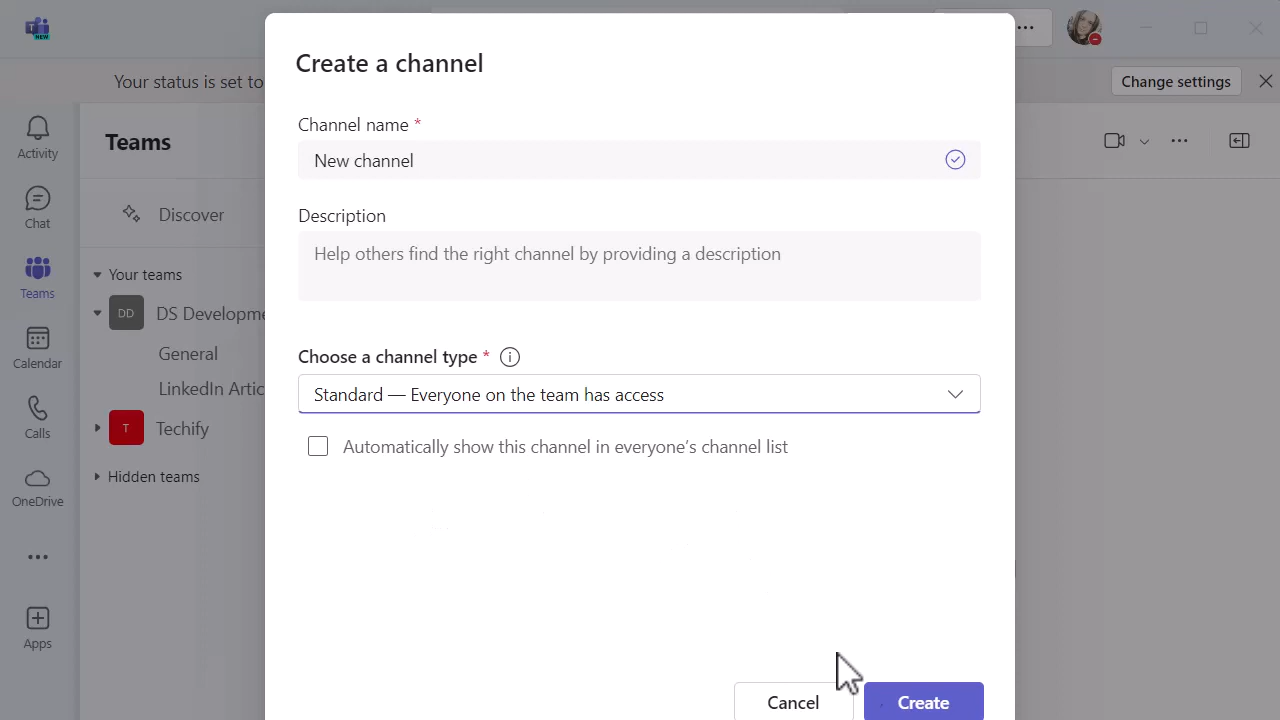 NEW
Your status is set to
Change settings
Activity
Chat
Teams
Calendar
Calls
OneDrive
Apps
Teams
Discover
Your teams
DD DS Developme
General
LinkedIn Artic
T Techify
Hidden teams
Create a channel
Channel name *
New channel
Description
Help others find the right channel by providing a description
Choose a channel type *
Standard — Everyone on the team has access
Automatically show this channel in everyone's channel list
Cancel
Create